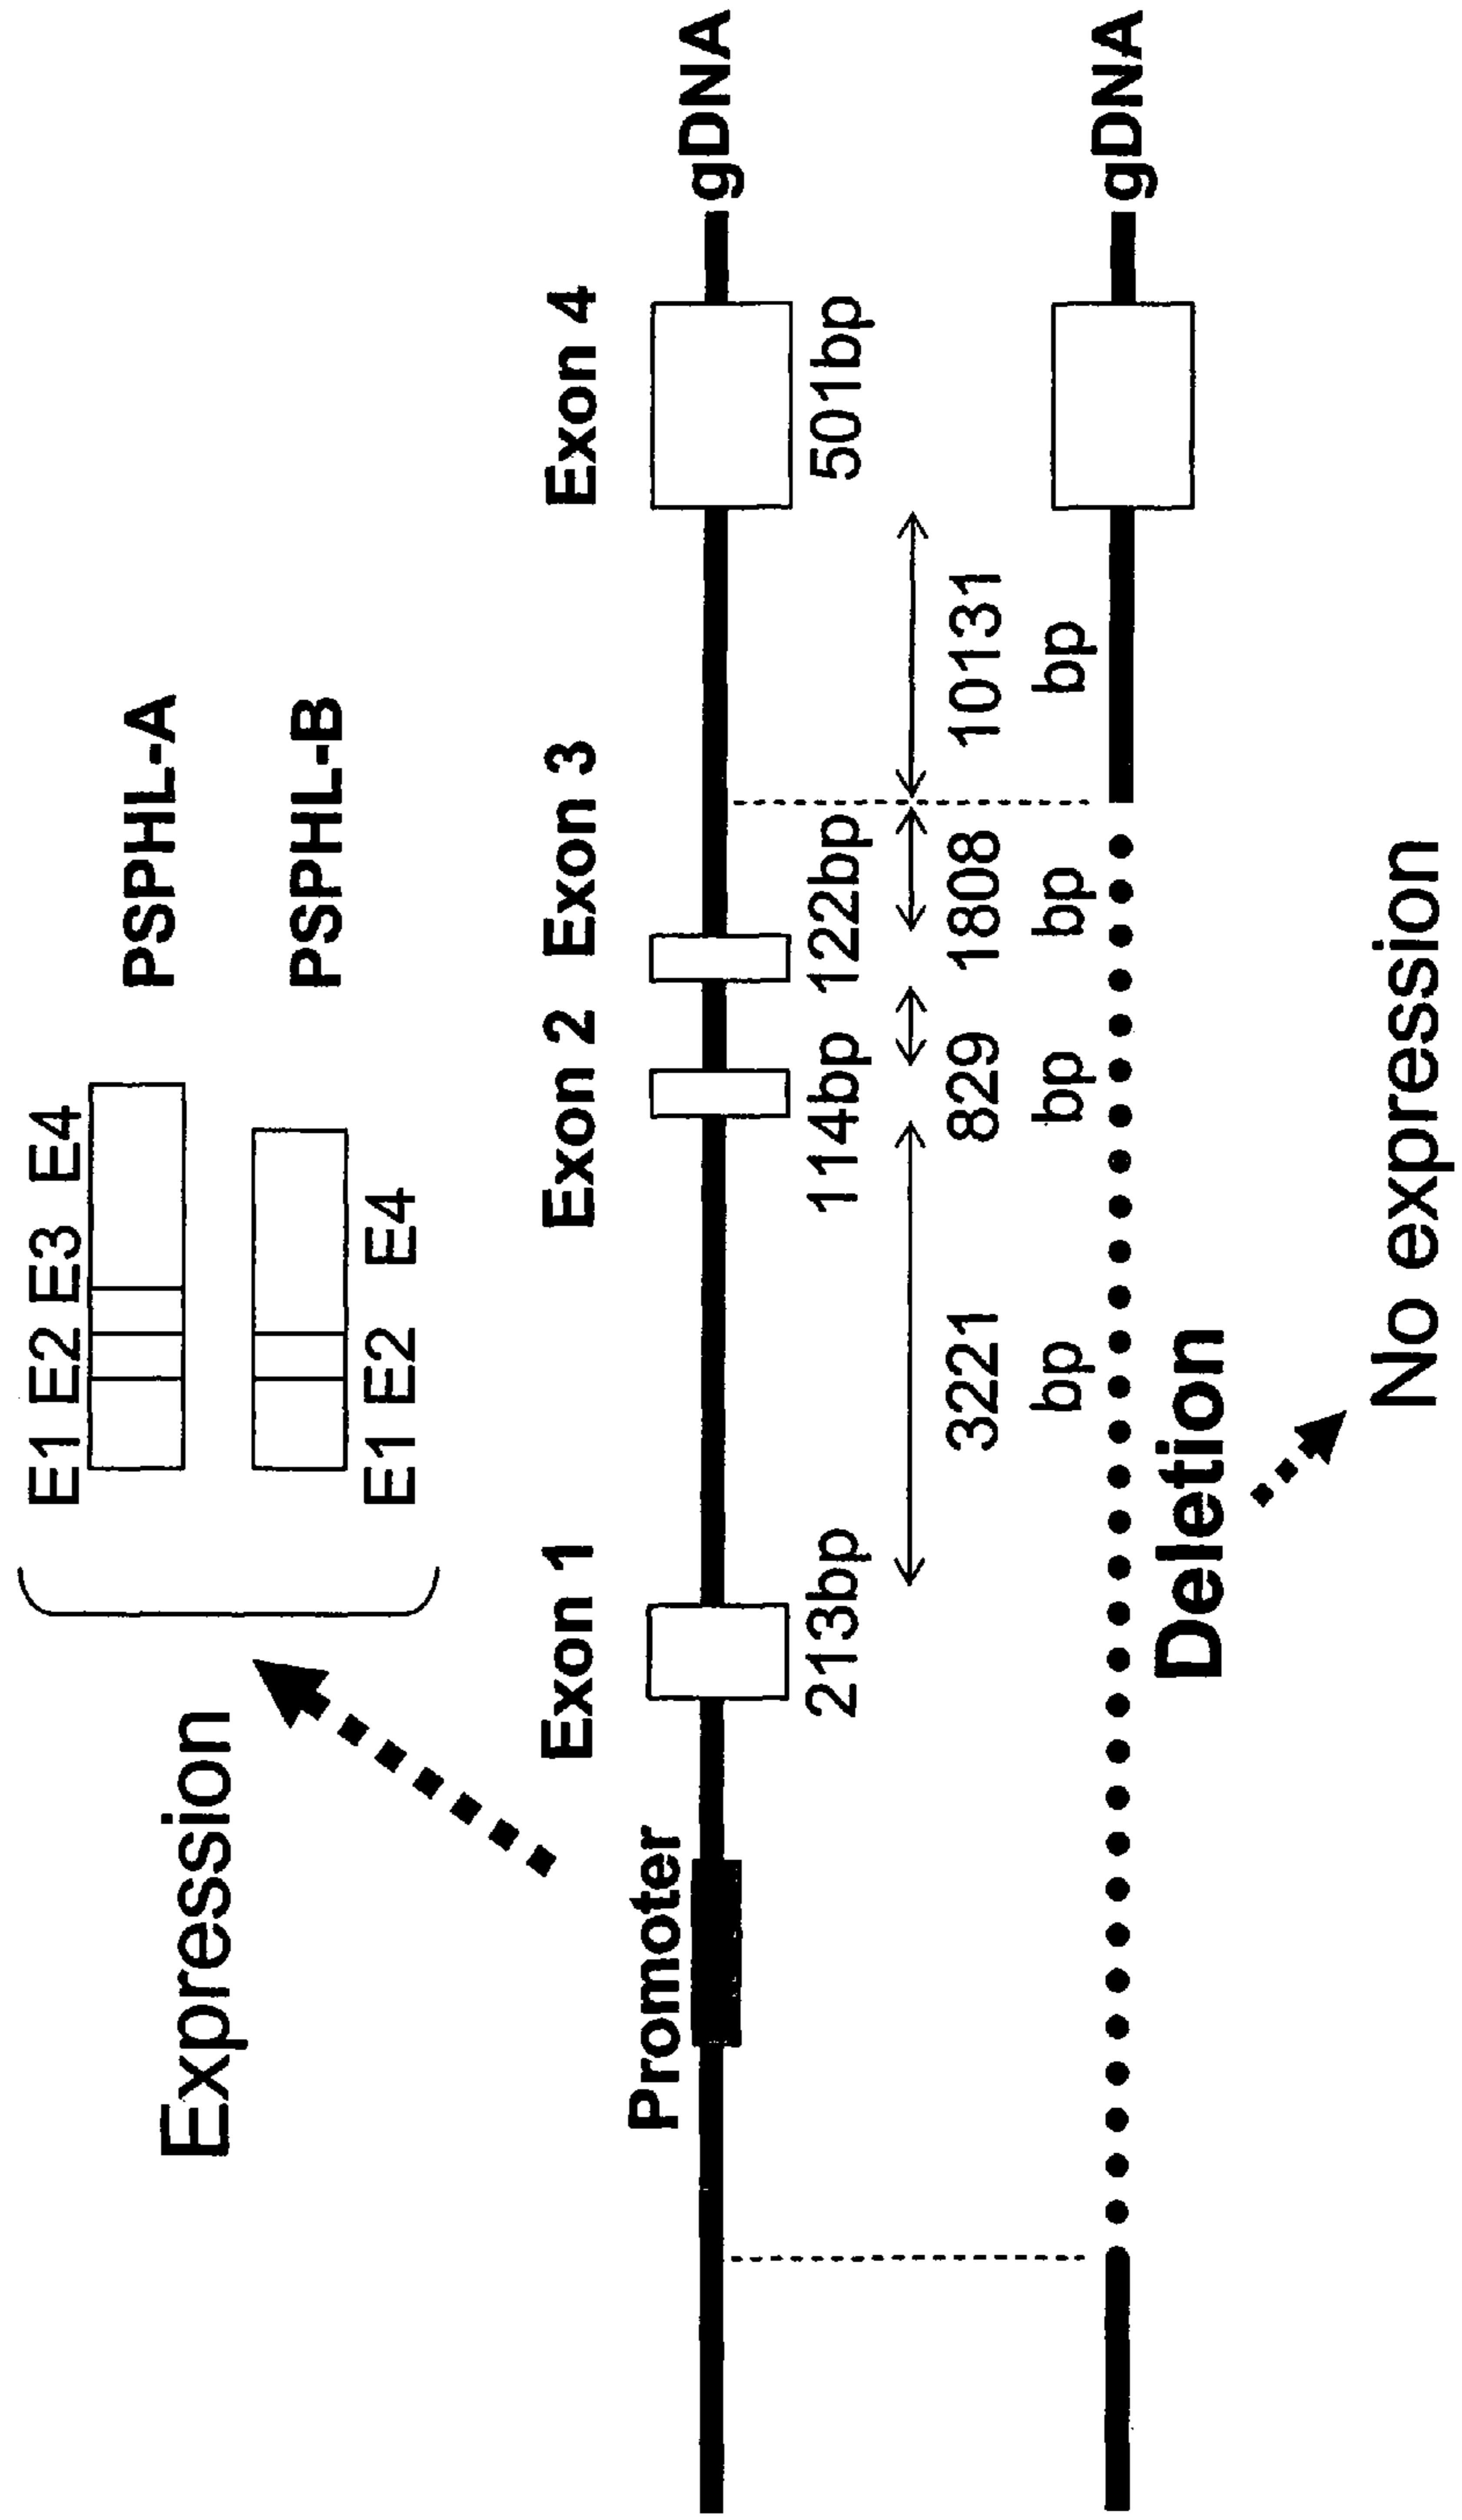 E1 E2 E3 E4
PSPHL-A
Expression
PSPHL-B
E1 E2 E4
Exon 1
Exon 2
Exon 3
Exon 4
Promoter
gDNA
213bp
114bp
122bp
501bp
3221
bp
829
bp
1808
bp
10131
bp
gDNA
Deletion
No expression